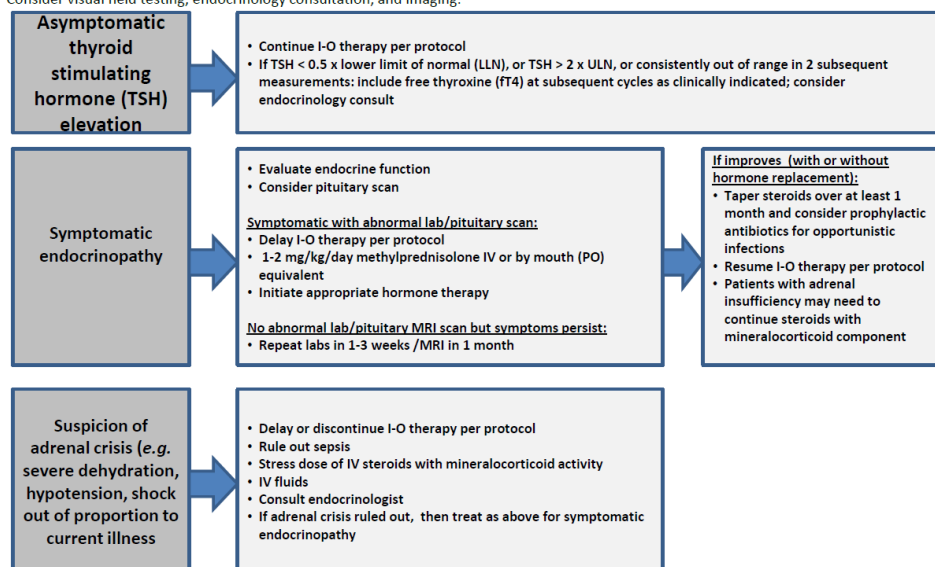 Consider visual field testing, endocrinology consultation, and imaging.
Asymptomatic
thyroid
stimulating
hormone (TSH)
elevation
• Continue I-O therapy per protocol
• If TSH < 0.5 x lower limit of normal (LLN), or TSH > 2 x ULN, or consistently out of range in 2 subsequent
measurements: include free thyroxine (fT4) at subsequent cycles as clinically indicated; consider
endocrinology consult
Symptomatic
endocrinopathy
• Evaluate endocrine function
• Consider pituitary scan
Symptomatic with abnormal lab/pituitary scan:
• Delay I-O therapy per protocol
• 1-2 mg/kg/day methylprednisolone IV or by mouth (PO)
equivalent
• Initiate appropriate hormone therapy
No abnormal lab/pituitary MRI scan but symptoms persist:
• Repeat labs in 1-3 weeks /MRI in 1 month
If improves (with or without
hormone replacement):
• Taper steroids over at least 1
month and consider prophylactic
antibiotics for opportunistic
infections
• Resume I-O therapy per protocol
• Patients with adrenal
insufficiency may need to
continue steroids with
mineralocorticoid component
Suspicion of
adrenal crisis (e.g.
severe dehydration,
hypotension, shock
out of proportion to
current illness
• Delay or discontinue I-O therapy per protocol
• Rule out sepsis
• Stress dose of IV steroids with mineralocorticoid activity
• IV fluids
• Consult endocrinologist
• If adrenal crisis ruled out, then treat as above for symptomatic
endocrinopathy